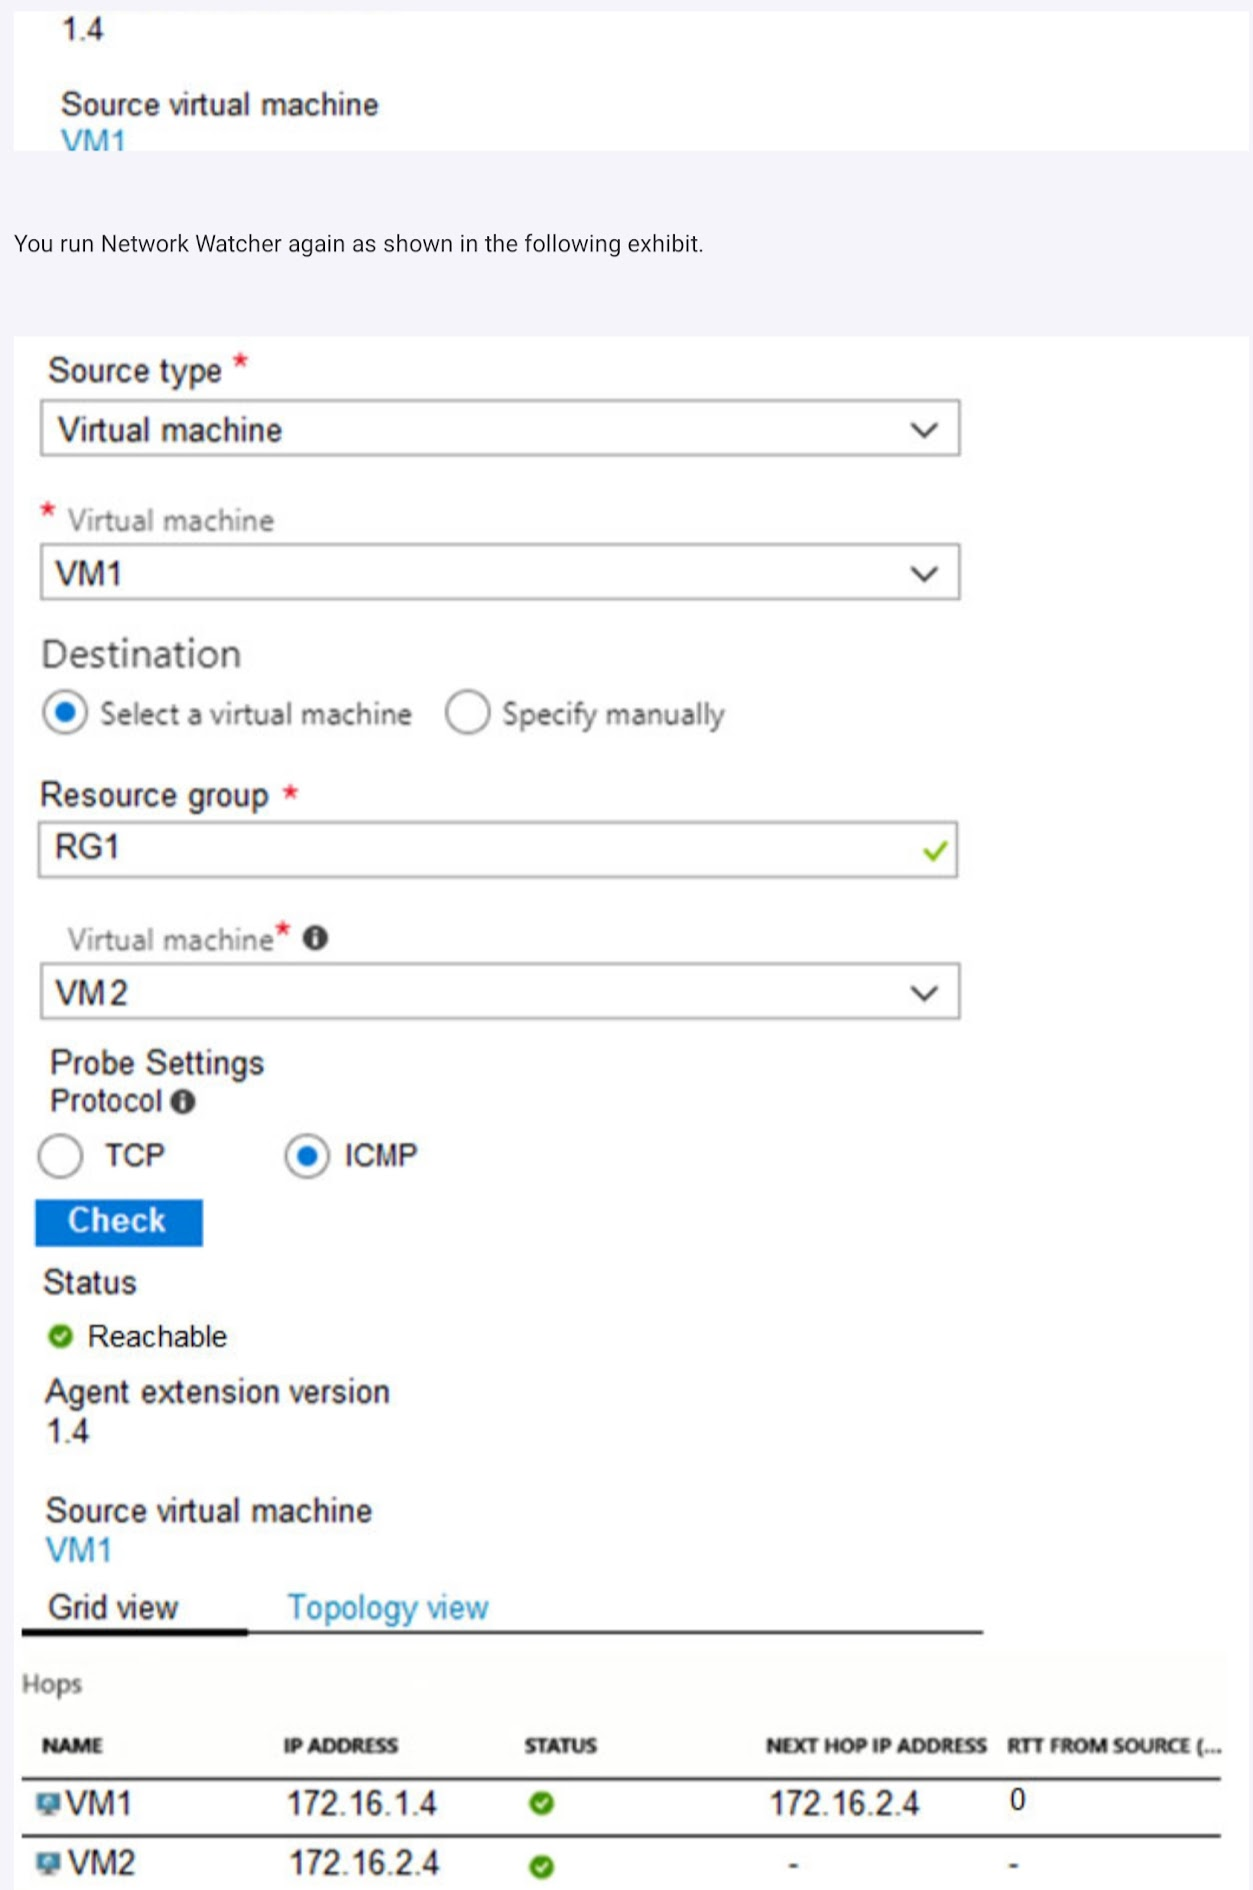 1.4
Source virtual machine
VM1
You run Network Watcher again as shown in the following exhibit.
Source type *
Virtual machine
* Virtual machine
VM1
Destination
Select a virtual machine Specify manually
Resource group *
RG1
Virtual machine*
VM2
Probe Settings
Protocol
TCP ICMP
Check
Status
Reachable
Agent extension version
1.4
Source virtual machine
VM1
Grid view Topology view
Hops
NAME IP ADDRESS STATUS NEXT HOP IP ADDRESS RTT FROM SOURCE (...
VM1 172.16.1.4 172.16.2.4 0
VM2 172.16.2.4 - -